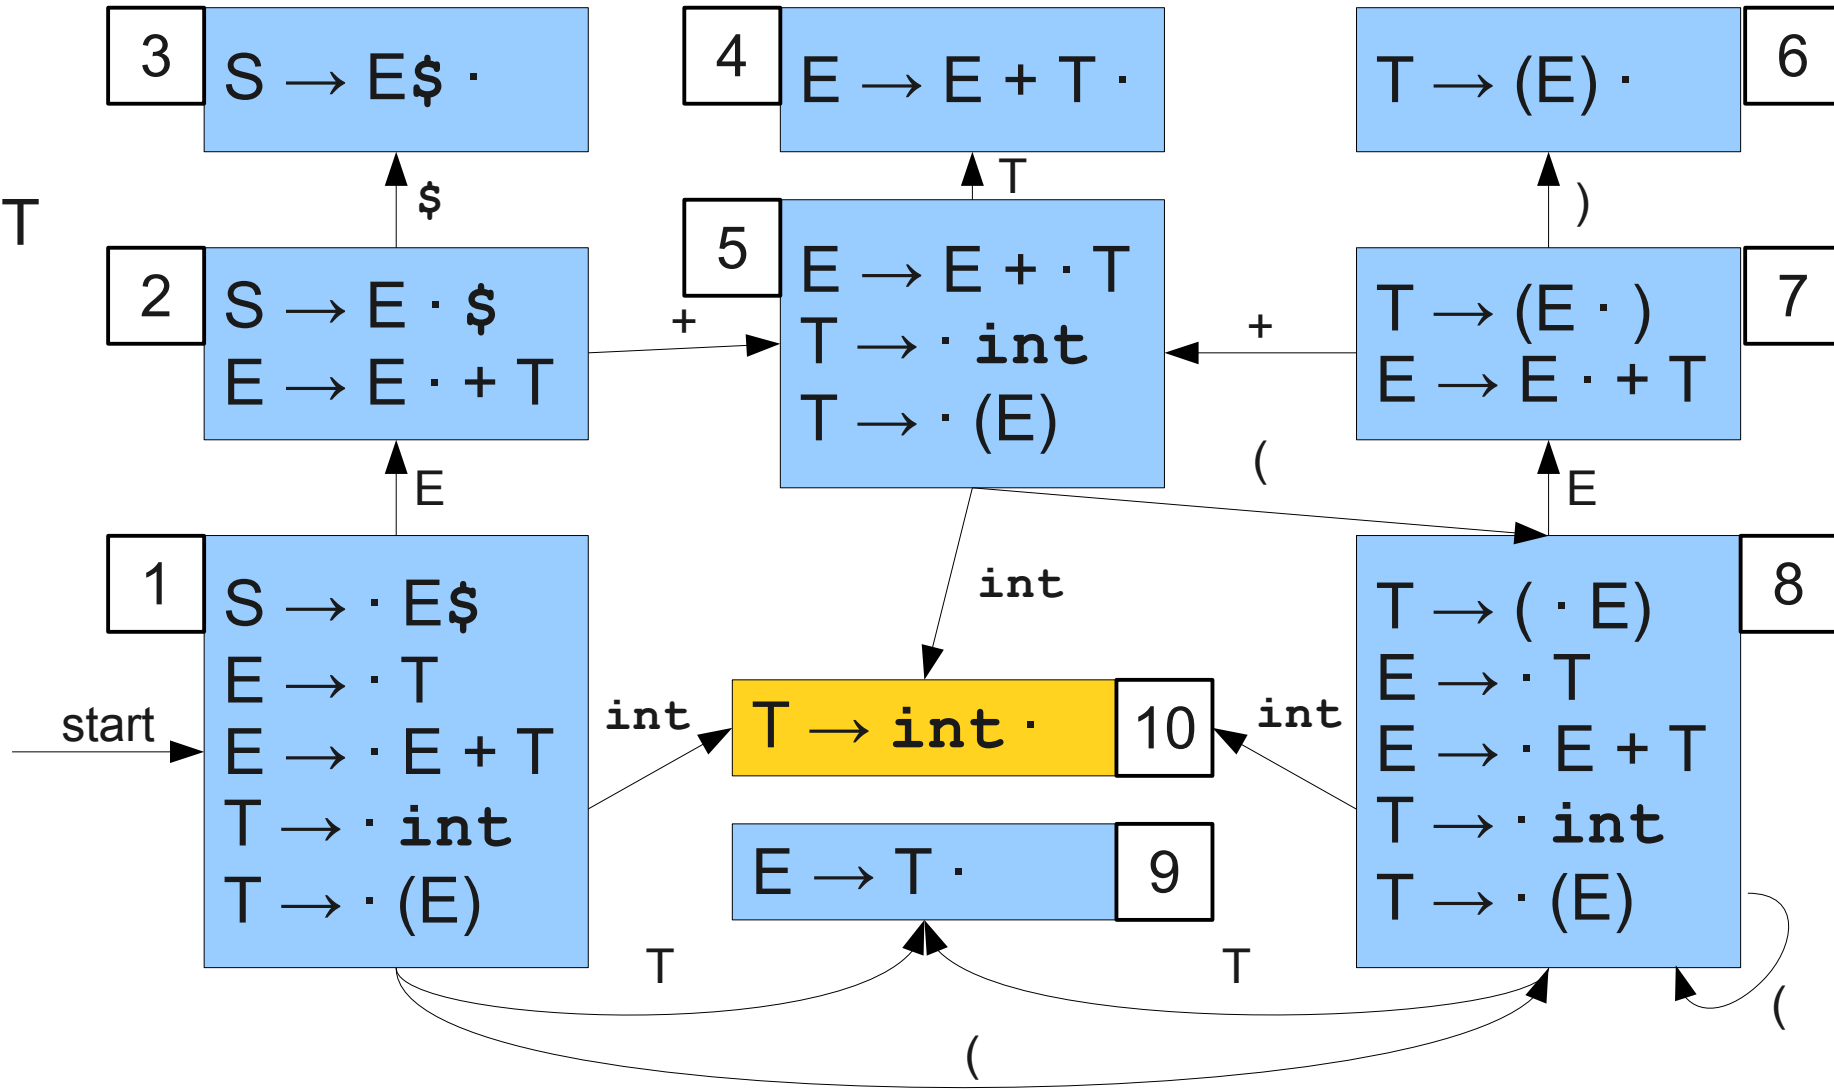 3
S → E$ ·
4
E → E + T ·
6
T → (E) ·
$
T
)
T
2
S → E · $
E → E · + T
+
5
E → E + · T
T → · int
T → · (E)
+
7
T → (E · )
E → E · + T
E
(
E
1
S → · E$
E → · T
E → · E + T
T → · int
T → · (E)
start
int
int
T → int ·
10
int
E → T ·
9
8
T → ( · E)
E → · T
E → · E + T
T → · int
T → · (E)
T
T
(
(